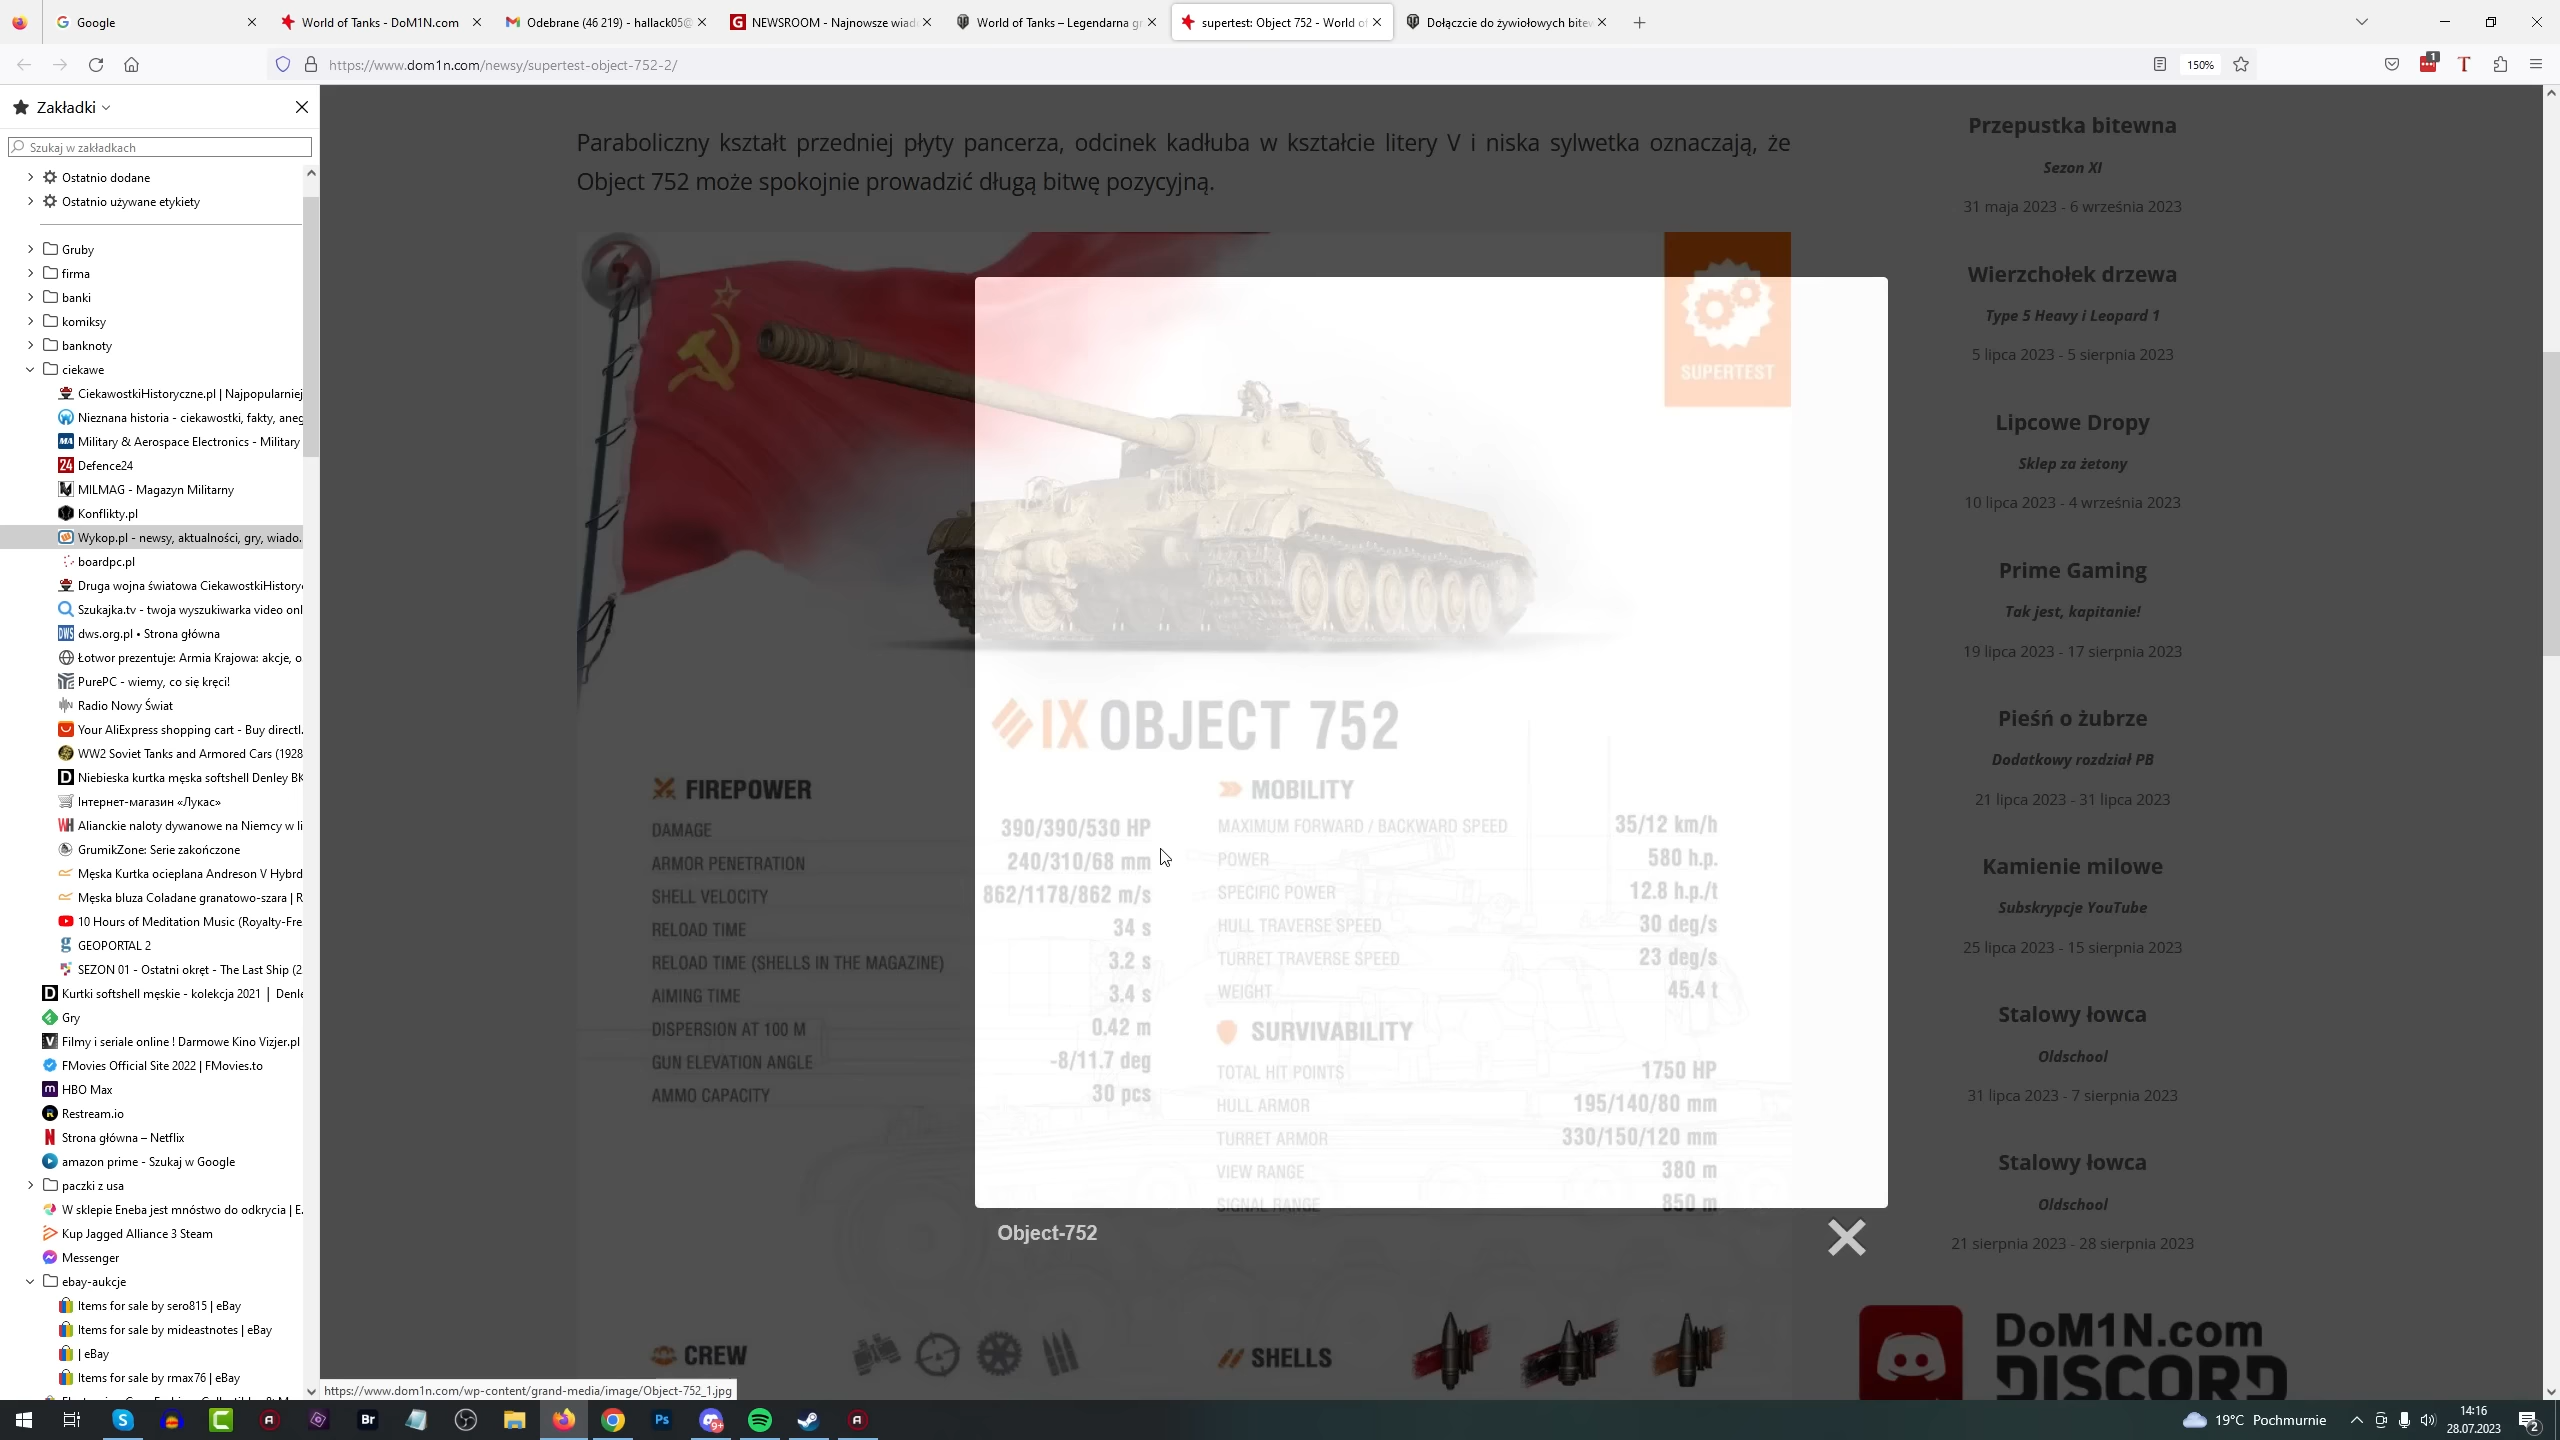 Google
World of Tanks - DoM1N.com
Odebrane (46 219) - hallack05@
NEWSROOM - Najnowsze wiad
World of Tanks – Legendarna gr
supertest: Object 752 - World of
Dołączcie do żywiołowych bitew
https://www.dom1n.com/newsy/supertest-object-752-2/
150%
1
Zakładki
Szukaj w zakładkach
Ostatnio dodane
Ostatnio używane etykiety
Gruby
firma
banki
komiksy
banknoty
ciekawe
CiekawostkiHistoryczne.pl | Najpopularniej
Nieznana historia - ciekawostki, fakty, aneg
Military & Aerospace Electronics - Military
Defence24
MILMAG - Magazyn Militarny
Konflikty.pl
Wykop.pl - newsy, aktualności, gry, wiado...
boardpc.pl
Druga wojna światowa CiekawostkiHistory
Szukajka.tv - twoja wyszukiwarka video onl
dws.org.pl • Strona główna
Łotwor prezentuje: Armia Krajowa: akcje, o
PurePC - wiemy, co się kręci!
Radio Nowy Świat
Your AliExpress shopping cart - Buy directl...
WW2 Soviet Tanks and Armored Cars (1928
Niebieska kurtka męska softshell Denley BK
Інтернет-магазин «Лукас»
Alianckie naloty dywanowe na Niemcy w li
GrumikZone: Serie zakończone
Męska Kurtka ocieplana Andreson V Hybrd
Męska bluza Coladane granatowo-szara | R
10 Hours of Meditation Music (Royalty-Fre
GEOPORTAL 2
SEZON 01 - Ostatni okręt - The Last Ship (2
Kurtki softshell męskie - kolekcja 2021 | Denle
Gry
Filmy i seriale online ! Darmowe Kino Vizjer.pl
FMovies Official Site 2022 | FMovies.to
HBO Max
Restream.io
Strona główna – Netflix
amazon prime - Szukaj w Google
paczki z usa
W sklepie Eneba jest mnóstwo do odkrycia | E...
Kup Jagged Alliance 3 Steam
Messenger
ebay-aukcje
Items for sale by sero815 | eBay
Items for sale by mideastnotes | eBay
| eBay
Items for sale by rmax76 | eBay
Paraboliczny kształt przedniej płyty pancerza, odcinek kadłuba w kształcie litery V i niska sylwetka oznaczają, że
Object 752 może spokojnie prowadzić długą bitwę pozycyjną.
SUPERTEST
IX OBJECT 752
FIREPOWER
DAMAGE 390/390/530 HP
ARMOR PENETRATION 240/310/68 mm
SHELL VELOCITY 862/1178/862 m/s
RELOAD TIME 34 s
RELOAD TIME (SHELLS IN THE MAGAZINE) 3.2 s
AIMING TIME 3.4 s
DISPERSION AT 100 M 0.42 m
GUN ELEVATION ANGLE -8/11.7 deg
AMMO CAPACITY 30 pcs
MOBILITY
MAXIMUM FORWARD / BACKWARD SPEED 35/12 km/h
POWER 580 h.p.
SPECIFIC POWER 12.8 h.p./t
HULL TRAVERSE SPEED 30 deg/s
TURRET TRAVERSE SPEED 23 deg/s
WEIGHT 45.4 t
SURVIVABILITY
TOTAL HIT POINTS 1750 HP
HULL ARMOR 195/140/80 mm
TURRET ARMOR 330/150/120 mm
VIEW RANGE 380 m
SIGNAL RANGE 850 m
Object-752
CREW
SHELLS
Przepustka bitewna
Sezon XI
31 maja 2023 - 6 września 2023
Wierzchołek drzewa
Type 5 Heavy i Leopard 1
5 lipca 2023 - 5 sierpnia 2023
Lipcowe Dropy
Sklep za żetony
10 lipca 2023 - 4 września 2023
Prime Gaming
Tak jest, kapitanie!
19 lipca 2023 - 17 sierpnia 2023
Pieśń o żubrze
Dodatkowy rozdział PB
21 lipca 2023 - 31 lipca 2023
Kamienie milowe
Subskrypcje YouTube
25 lipca 2023 - 15 sierpnia 2023
Stalowy łowca
Oldschool
31 lipca 2023 - 7 sierpnia 2023
Stalowy łowca
Oldschool
21 sierpnia 2023 - 28 sierpnia 2023
DoM1N.com
DISCORD
https://www.dom1n.com/wp-content/grand-media/image/Object-752_1.jpg
19°C Pochmurnie
14:16
28.07.2023
2